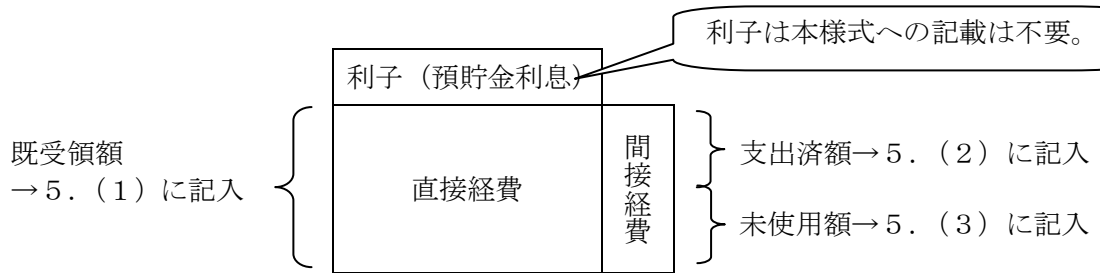 利子は本様式への記載は不要。
利子（預貯金利息）
既受領額
→５．（１）に記入
直接経費
間接経費
支出済額→５．（２）に記入
未使用額→５．（３）に記入